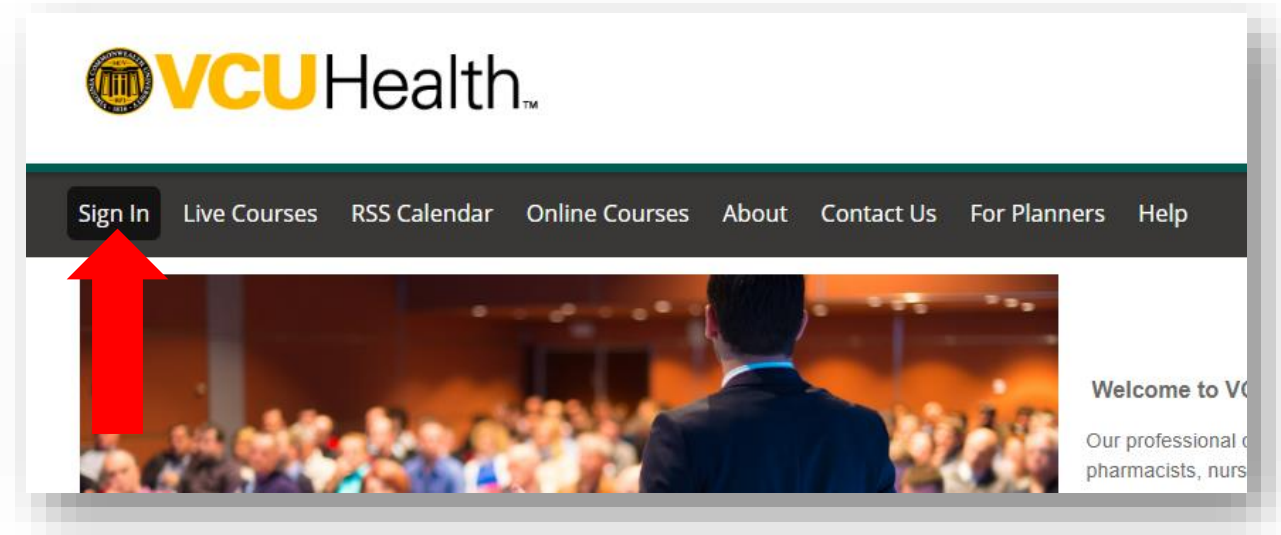 VCUHealth™
Sign In Live Courses RSS Calendar Online Courses About Contact Us For Planners Help
Welcome to
Our professional
pharmacists,